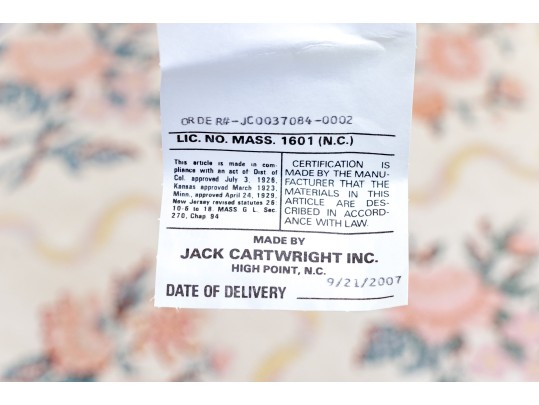 ORDER#-JC0037084-0002
LIC. NO. MASS. 1601 (N.C.)
This article is made in com-
pliance with an act of Dist of
Col. approved July 3, 1926,
Kansas approved March 1923,
Minn., approved April 24, 1929,
New Jersey revised statutes 26:
10-6 to 18. MASS G L. Sec.
270, Chap 94
CERTIFICATION IS
MADE BY THE MANU-
FACTURER THAT THE
MATERIALS IN THIS
ARTICLE ARE DES-
CRIBED IN ACCORD-
ANCE WITH LAW.
MADE BY
JACK CARTWRIGHT INC.
HIGH POINT, N.C.
DATE OF DELIVERY 9/21/2007